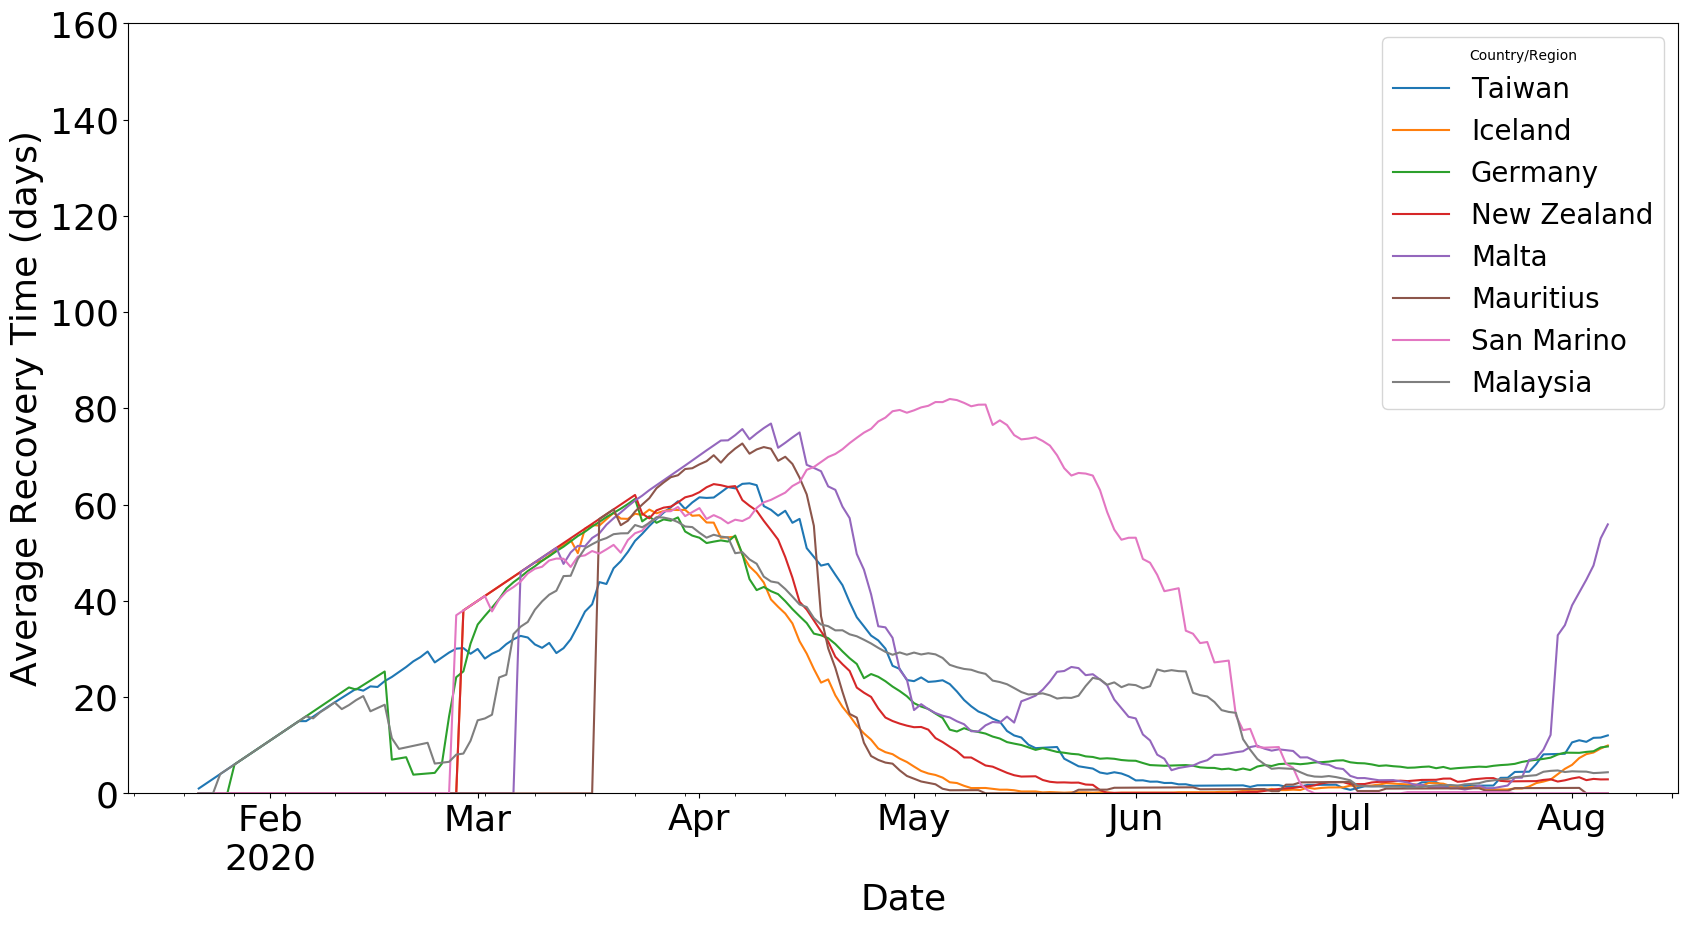 160
140
120
100
80
60
40
20
0
Average Recovery Time (days)
Country/Region
Taiwan
Iceland
Germany
New Zealand
Malta
Mauritius
San Marino
Malaysia
Feb Mar Apr May Jun Jul Aug
2020
Date